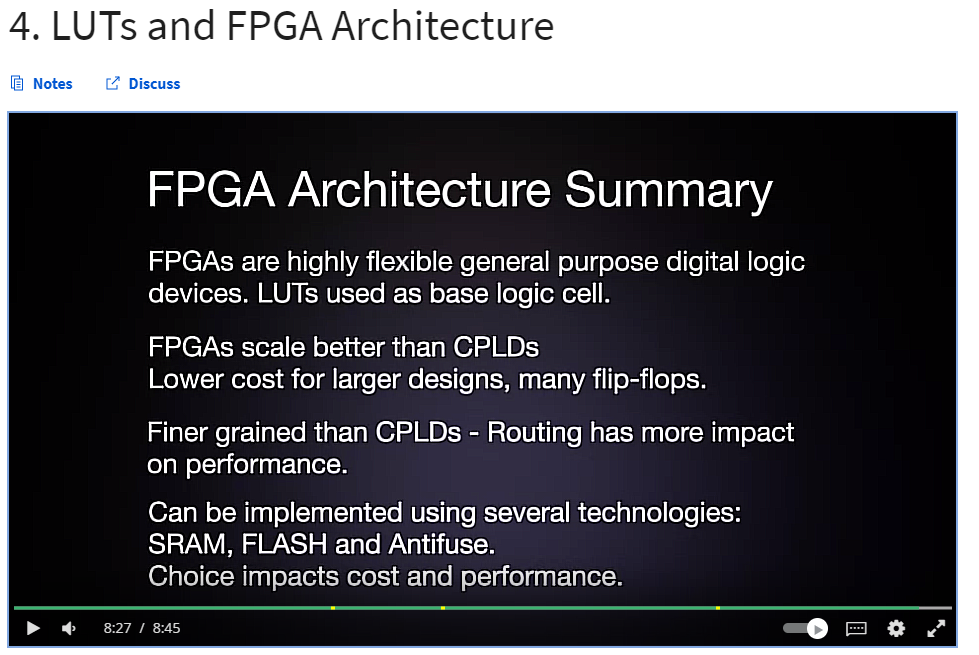 4. LUTs and FPGA Architecture
Notes
Discuss
FPGA Architecture Summary
FPGAs are highly flexible general purpose digital logic
devices. LUTs used as base logic cell.
FPGAs scale better than CPLDs
Lower cost for larger designs, many flip-flops.
Finer grained than CPLDs - Routing has more impact
on performance.
Can be implemented using several technologies:
SRAM, FLASH and Antifuse.
Choice impacts cost and performance.
8:27 / 8:45